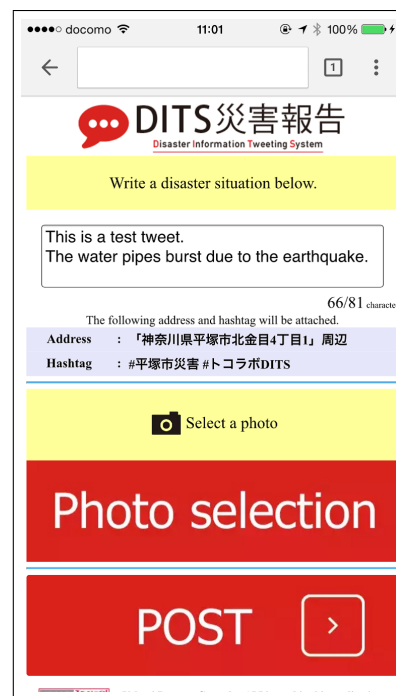 docomo 11:01 100%
1
DITS災害報告
Disaster Information Tweeting System
Write a disaster situation below.
This is a test tweet.
The water pipes burst due to the earthquake.
66/81 characte
The following address and hashtag will be attached.
Address : 「神奈川県平塚市北金目4丁目1」周辺
Hashtag : #平塚市災害 #トコラボDITS
Select a photo
Photo selection
POST